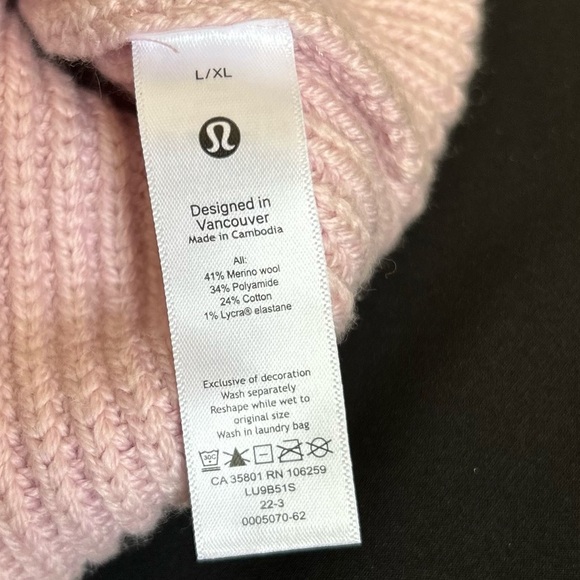 L/XL
Designed in
Vancouver
Made in Cambodia
All:
41% Merino wool
34% Polyamide
24% Cotton
1% Lycra® elastane
Exclusive of decoration
Wash separately
Reshape while wet to
original size
Wash in laundry bag
30C
CA 35801 RN 106259
LU9B51S
22-3
0005070-62